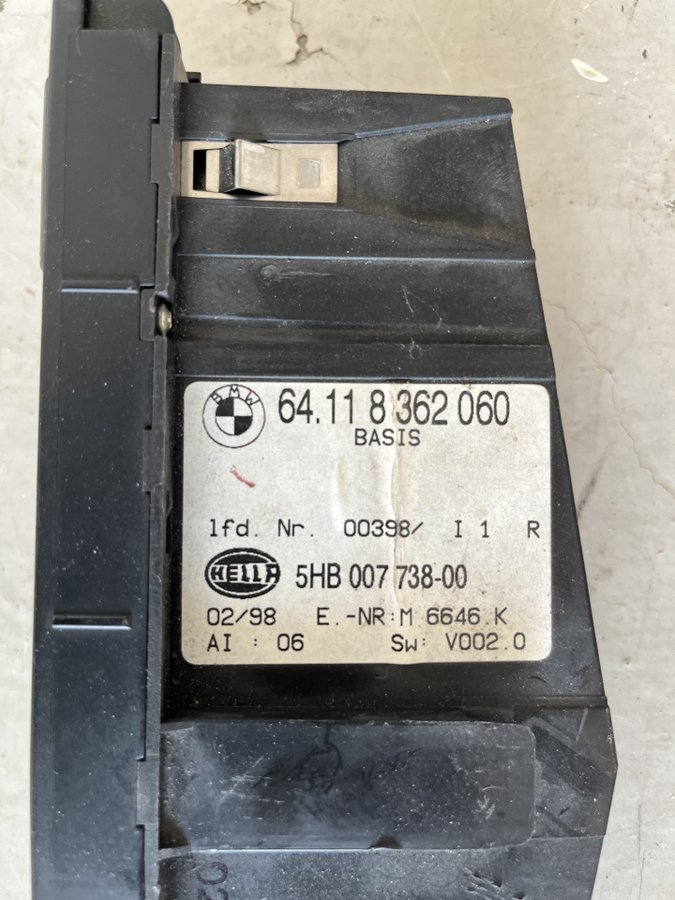 BMW
64.11 8 362 060
BASIS
lfd. Nr. 00398/ I 1 R
HELLA
5HB 007 738-00
02/98 E.-NR:M 6646.K
AI : 06 Sw: V002.0